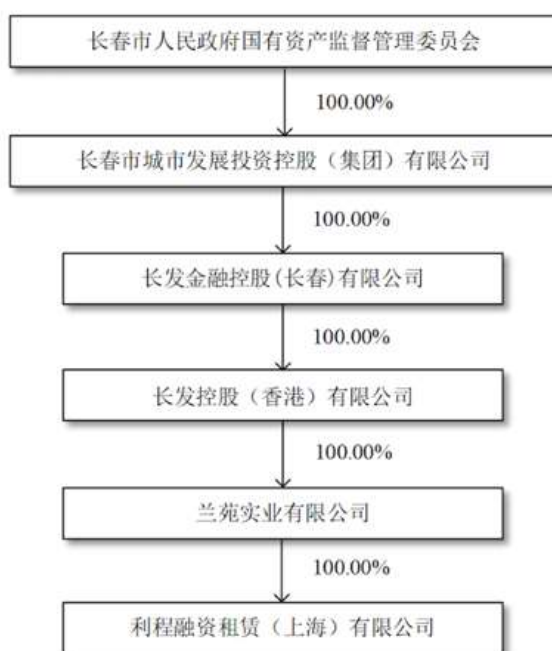 长春市人民政府国有资产监督管理委员会
100.00%
长春市城市发展投资控股（集团）有限公司
100.00%
长发金融控股(长春)有限公司
100.00%
长发控股（香港）有限公司
100.00%
兰苑实业有限公司
100.00%
利程融资租赁（上海）有限公司